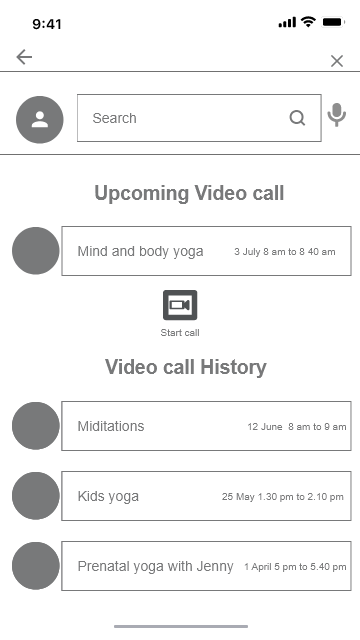 9:41
Search
Upcoming Video call
Mind and body yoga 3 July 8 am to 8 40 am
Start call
Video call History
Miditations 12 June 8 am to 9 am
Kids yoga 25 May 1.30 pm to 2.10 pm
Prenatal yoga with Jenny 1 April 5 pm to 5.40 pm